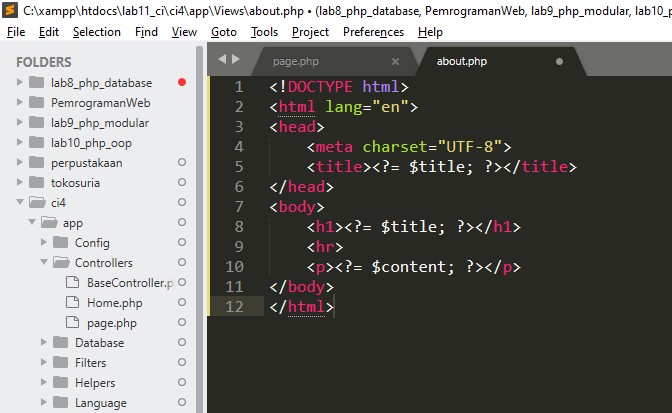 C:\xampp\htdocs\lab11_ci\ci4\app\Views\about.php • (lab8_php_database, PemrogramanWeb, lab9_php_modular, lab10_p
File Edit Selection Find View Goto Tools Project Preferences Help
FOLDERS
lab8_php_database
PemrogramanWeb
lab9_php_modular
lab10_php_oop
perpustakaan
tokosuria
ci4
app
Config
Controllers
BaseController.p
Home.php
page.php
Database
Filters
Helpers
Language
page.php × about.php
1 <!DOCTYPE html>
2 <html lang="en">
3 <head>
4 <meta charset="UTF-8">
5 <title><?= $title; ?></title>
6 </head>
7 <body>
8 <h1><?= $title; ?></h1>
9 <hr>
10 <p><?= $content; ?></p>
11 </body>
12 </html>